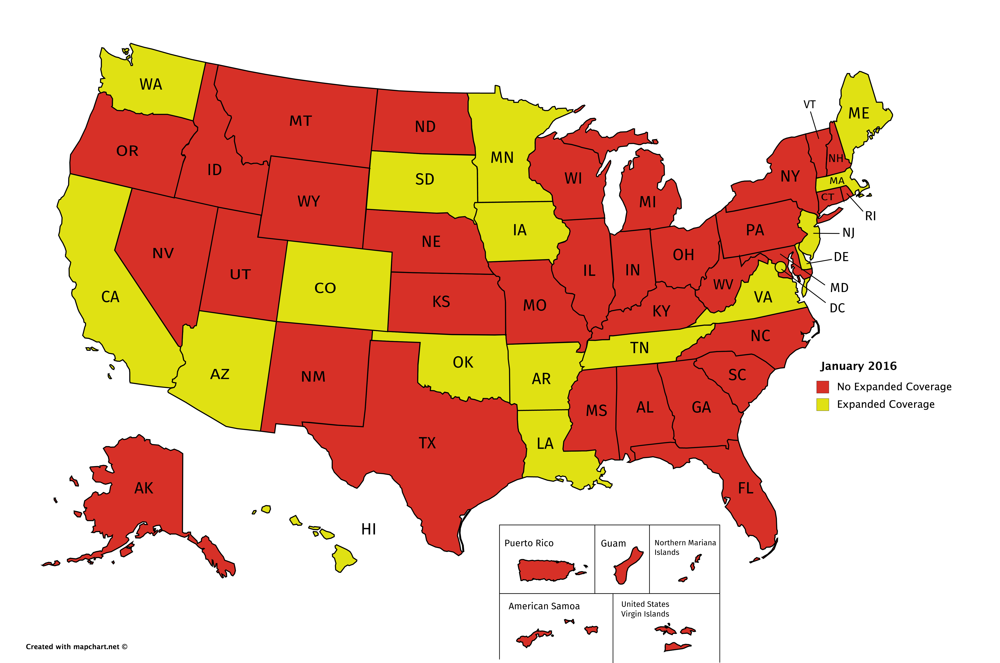 WA
VT
ME
MT
ND
OR
MN
ID
SD
WI
NY
NH
MA
CT
RI
WY
MI
IA
PA
NJ
NE
NV
OH
DE
UT
IL
IN
CO
WV
MD
CA
KS
MO
VA
DC
KY
NC
TN
OK
AZ
NM
AR
SC
January 2016
No Expanded Coverage
Expanded Coverage
MS
AL
GA
TX
LA
AK
FL
HI
Puerto Rico
Guam
Northern Mariana
Islands
American Samoa
United States
Virgin Islands
Created with mapchart.net ©